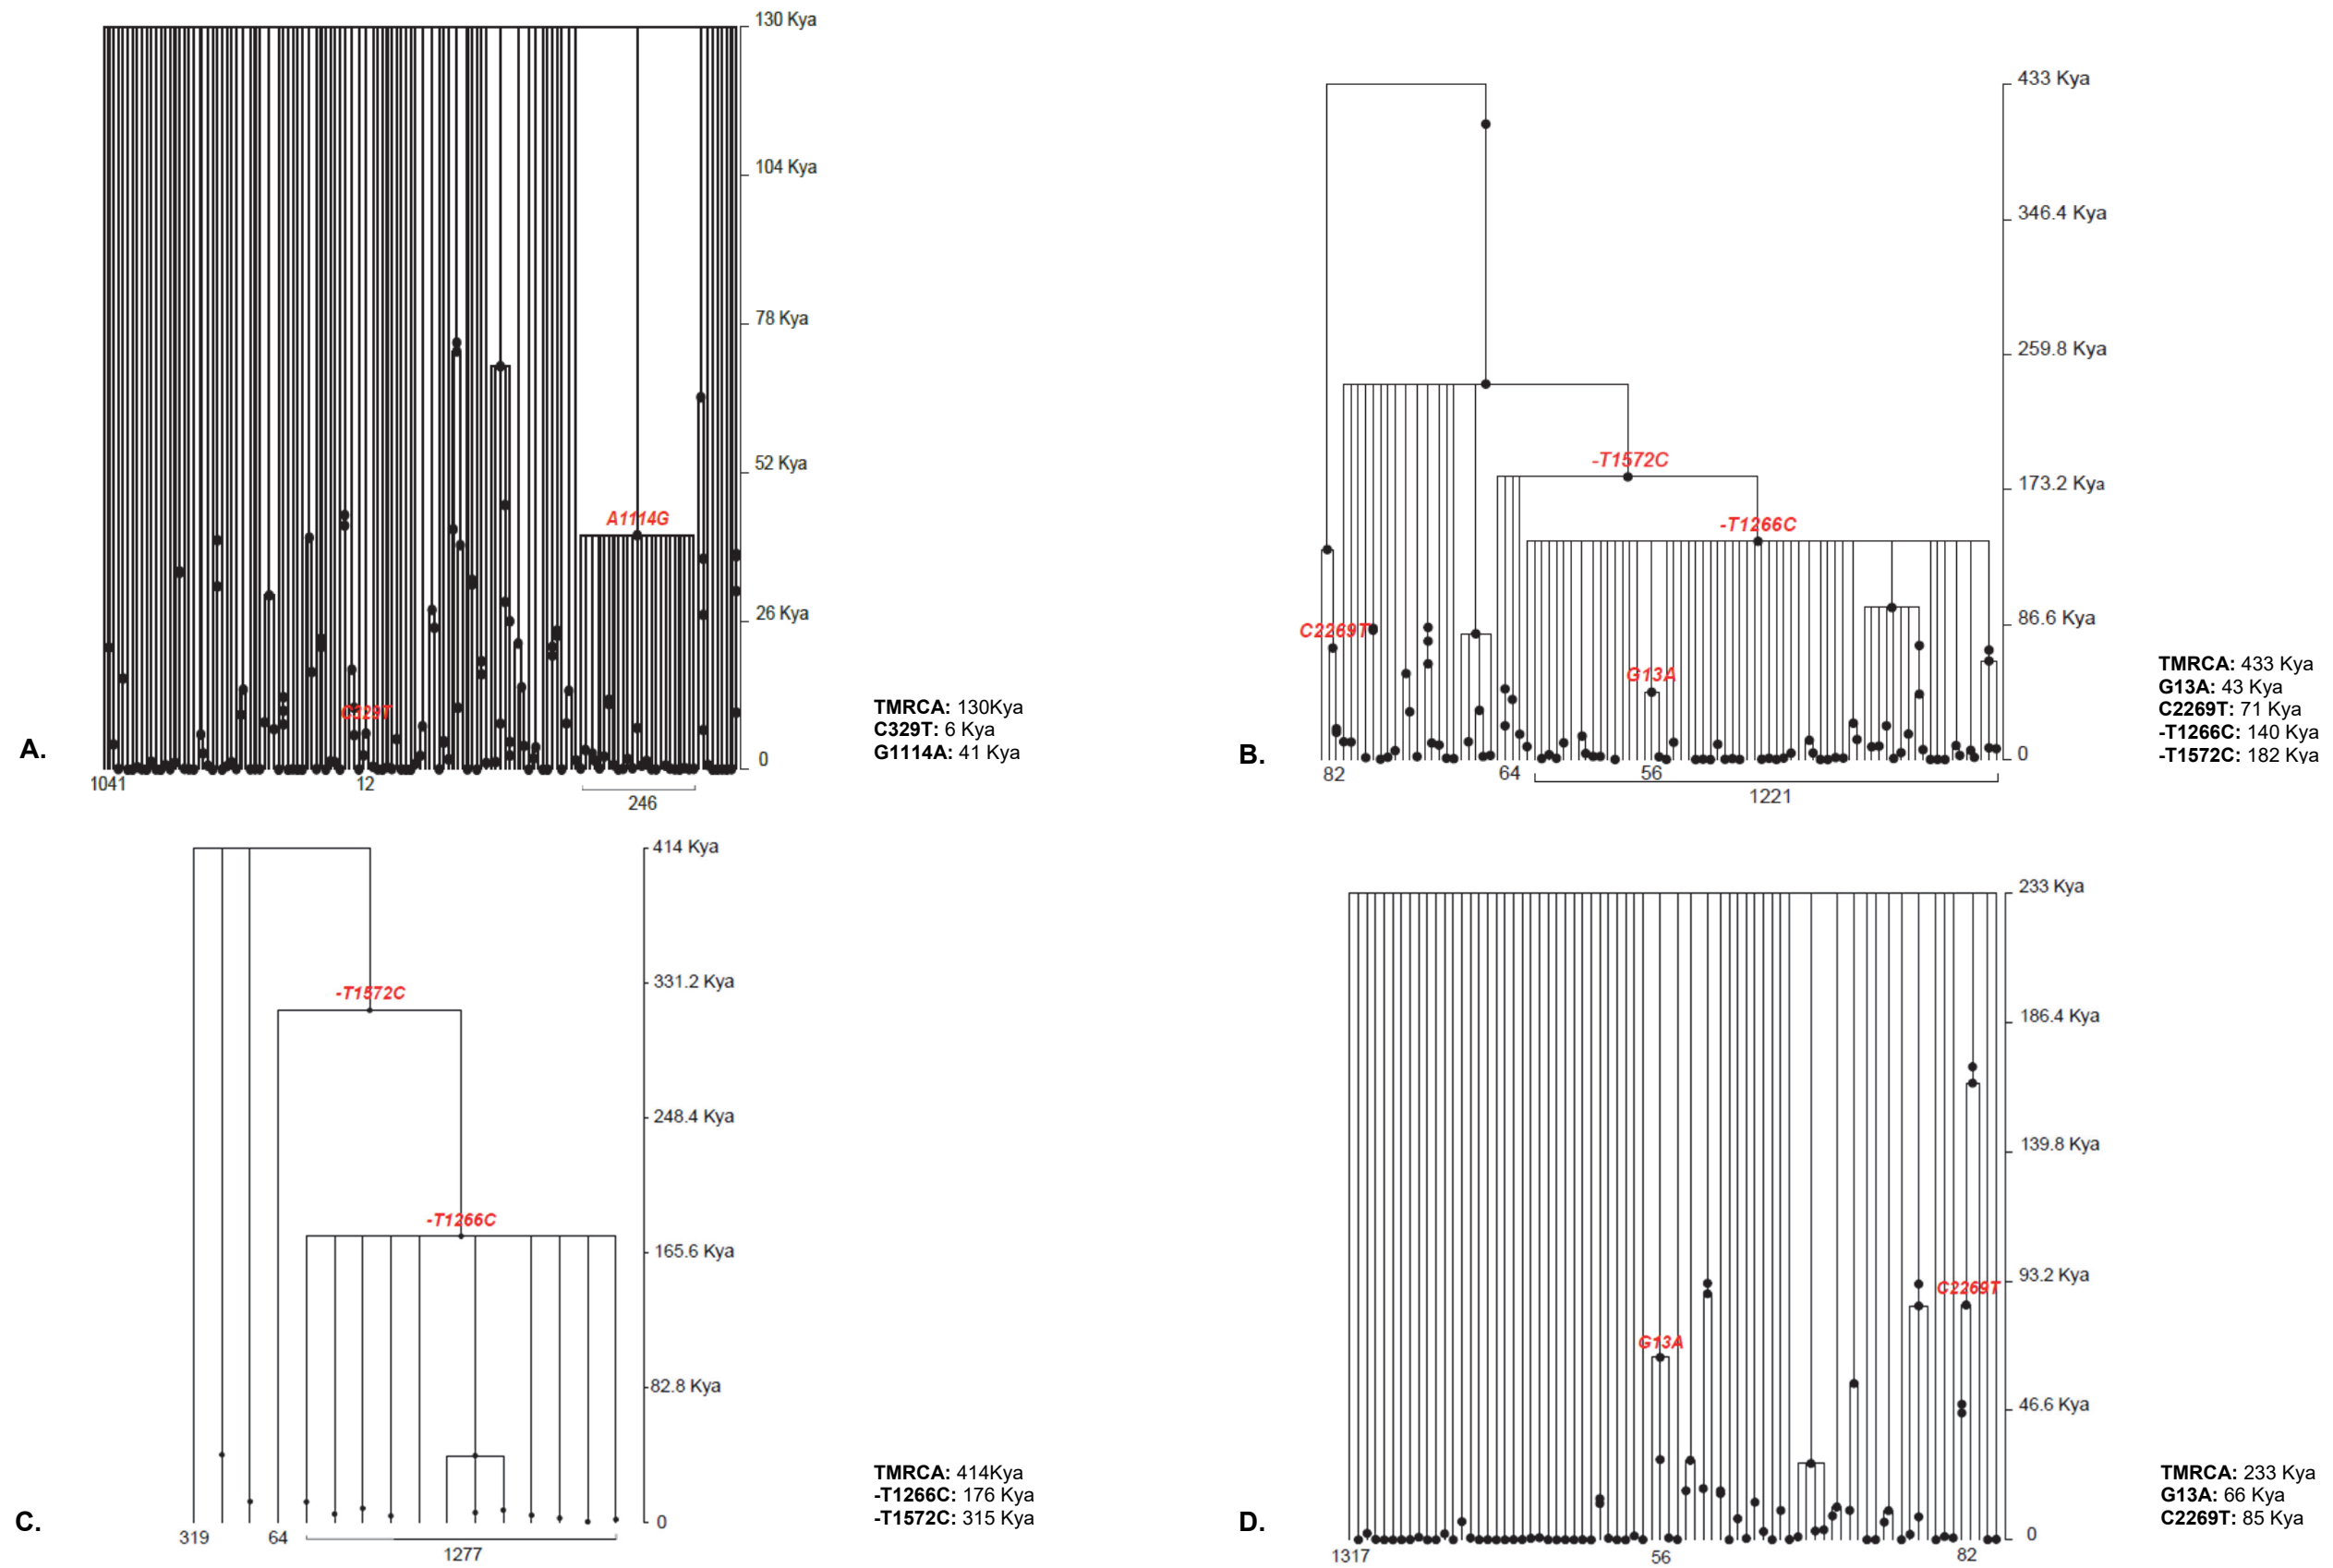 130 Kya
104 Kya
78 Kya
52 Kya
A1114G
26 Kya
C329T
0
A.
1041
12
246
TMRCA: 130Kya
C329T: 6 Kya
G1114A: 41 Kya
433 Kya
346.4 Kya
259.8 Kya
-T1572C
173.2 Kya
-T1266C
86.6 Kya
C2269T
G13A
0
B.
82
64
56
1221
TMRCA: 433 Kya
G13A: 43 Kya
C2269T: 71 Kya
-T1266C: 140 Kya
-T1572C: 182 Kya
414 Kya
331.2 Kya
-T1572C
248.4 Kya
-T1266C
165.6 Kya
82.8 Kya
0
C.
319
64
1277
TMRCA: 414Kya
-T1266C: 176 Kya
-T1572C: 315 Kya
233 Kya
186.4 Kya
139.8 Kya
93.2 Kya
C2269T
G13A
46.6 Kya
0
D.
1317
56
82
TMRCA: 233 Kya
G13A: 66 Kya
C2269T: 85 Kya